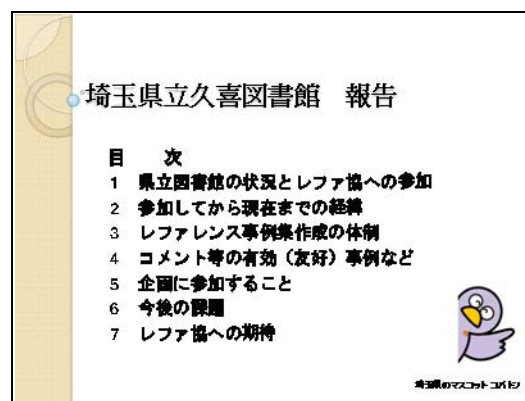 埼玉県立久喜図書館　報告
目　次
1　県立図書館の状況とレファ協への参加
2　参加してから現在までの経緯
3　レファレンス事例集作成の体制
4　コメント等の有効（友好）事例など
5　企画に参加すること
6　今後の課題
7　レファ協への期待
埼玉県のマスコット コバトン